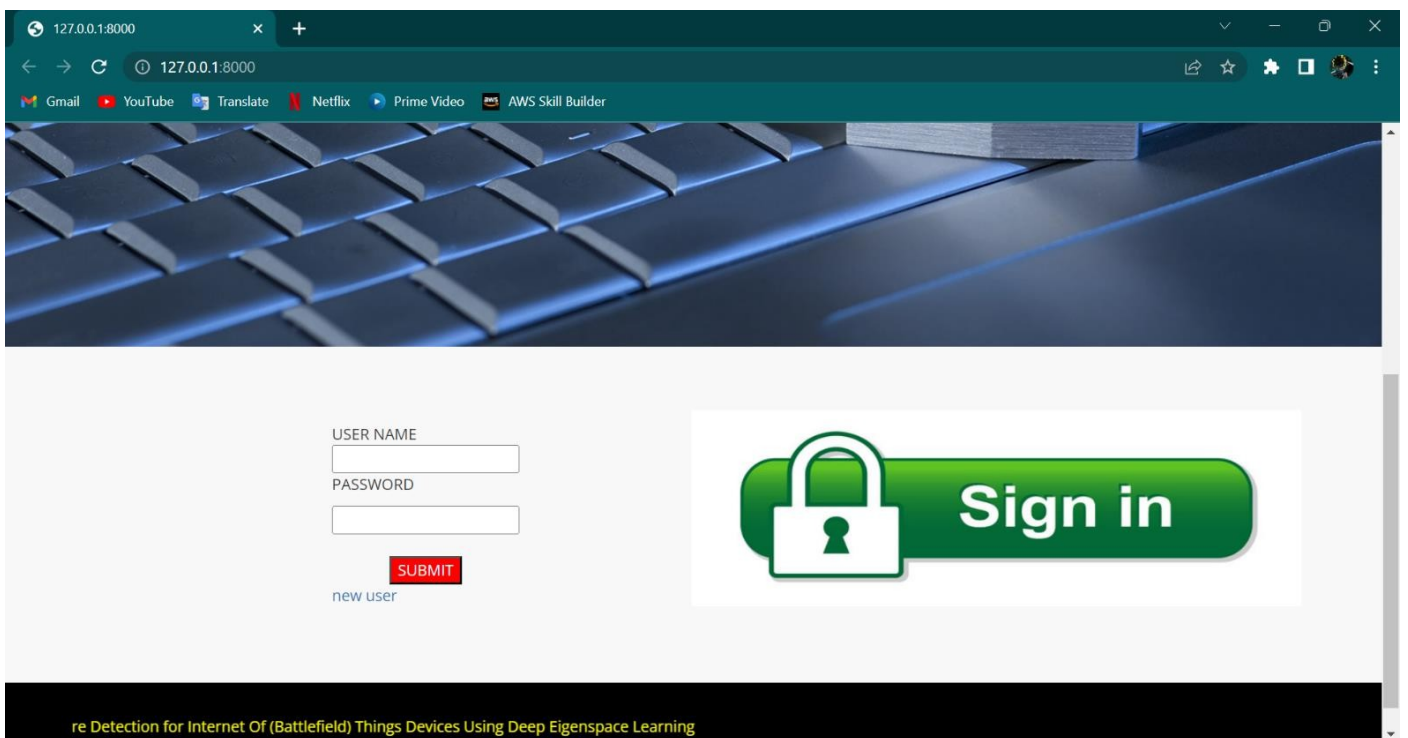 127.0.0.1:8000
127.0.0.1:8000
Gmail YouTube Translate Netflix Prime Video aws AWS Skill Builder
USER NAME
PASSWORD
Sign in
SUBMIT
new user
re Detection for Internet Of (Battlefield) Things Devices Using Deep Eigenspace Learning